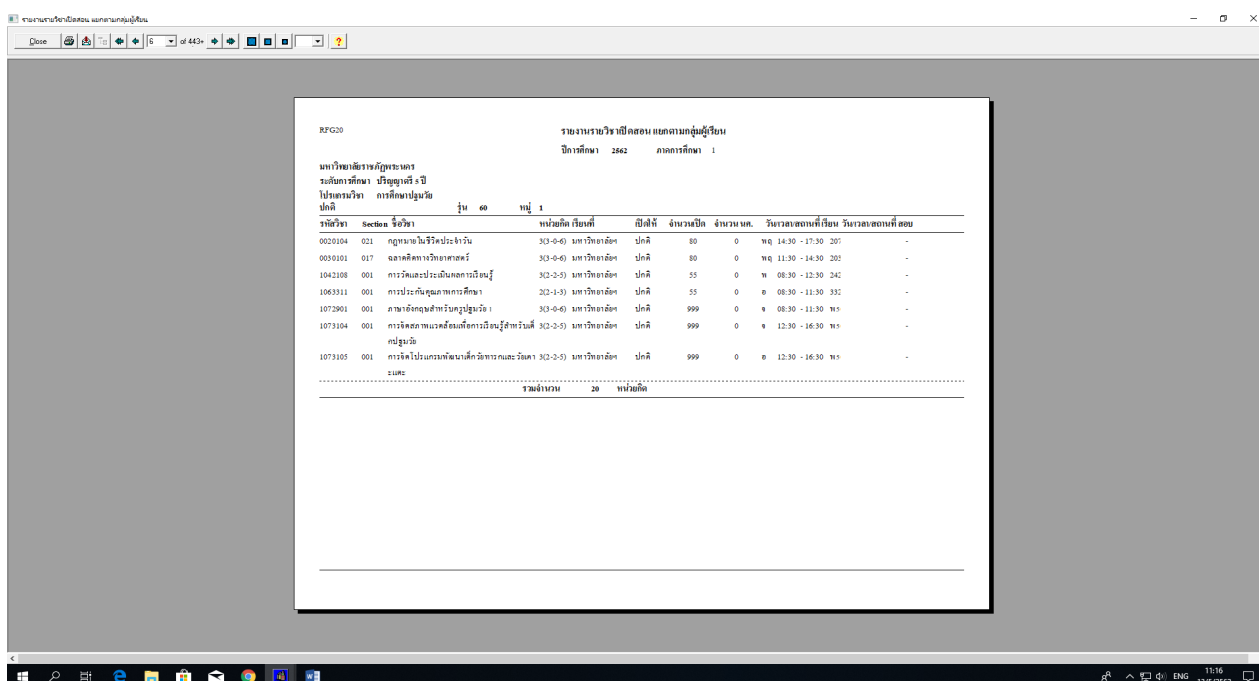 รายงานรายวิชาเปิดสอน แยกตามกลุ่มผู้เรียน
Close 6 of 443+ ?
RFG20 รายงานรายวิชาเปิดสอน แยกตามกลุ่มผู้เรียน
ปีการศึกษา 2562 ภาคการศึกษา 1
มหาวิทยาลัยราชภัฏพระนคร
ระดับการศึกษา ปริญญาตรี 5 ปี
โปรแกรมวิชา การศึกษาปฐมวัย
ปกติ รุ่น 60 หมู่ 1
รหัสวิชา Section ชื่อวิชา หน่วยกิต เรียนที่ เปิดให้ จำนวนเปิด จำนวน นศ. วัน/เวลา/สถานที่เรียน วัน/เวลา/สถานที่ สอบ
0020104 021 กฎหมายในชีวิตประจำวัน 3(3-0-6) มหาวิทยาลัยฯ ปกติ 80 0 พฤ 14:30 - 17:30 207 -
0030101 017 ฉลาดคิดทางวิทยาศาสตร์ 3(3-0-6) มหาวิทยาลัยฯ ปกติ 80 0 พฤ 11:30 - 14:30 205 -
1042108 001 การวัดและประเมินผลการเรียนรู้ 3(2-2-5) มหาวิทยาลัยฯ ปกติ 55 0 พ 08:30 - 12:30 242 -
1063311 001 การประกันคุณภาพการศึกษา 2(2-1-3) มหาวิทยาลัยฯ ปกติ 55 0 อ 08:30 - 11:30 332 -
1072901 001 ภาษาอังกฤษสำหรับครูปฐมวัย 1 3(3-0-6) มหาวิทยาลัยฯ ปกติ 999 0 จ 08:30 - 11:30 พร -
1073104 001 การจัดสภาพแวดล้อมเพื่อการเรียนรู้สำหรับเด็ 3(2-2-5) มหาวิทยาลัยฯ ปกติ 999 0 จ 12:30 - 16:30 พร -
กปฐมวัย
1073105 001 การจัดโปรแกรมพัฒนาเด็กวัยทารกและวัยเตา 3(2-2-5) มหาวิทยาลัยฯ ปกติ 999 0 อ 12:30 - 16:30 พร -
ะแตะ
รวมจำนวน 20 หน่วยกิต
ENG 11:16